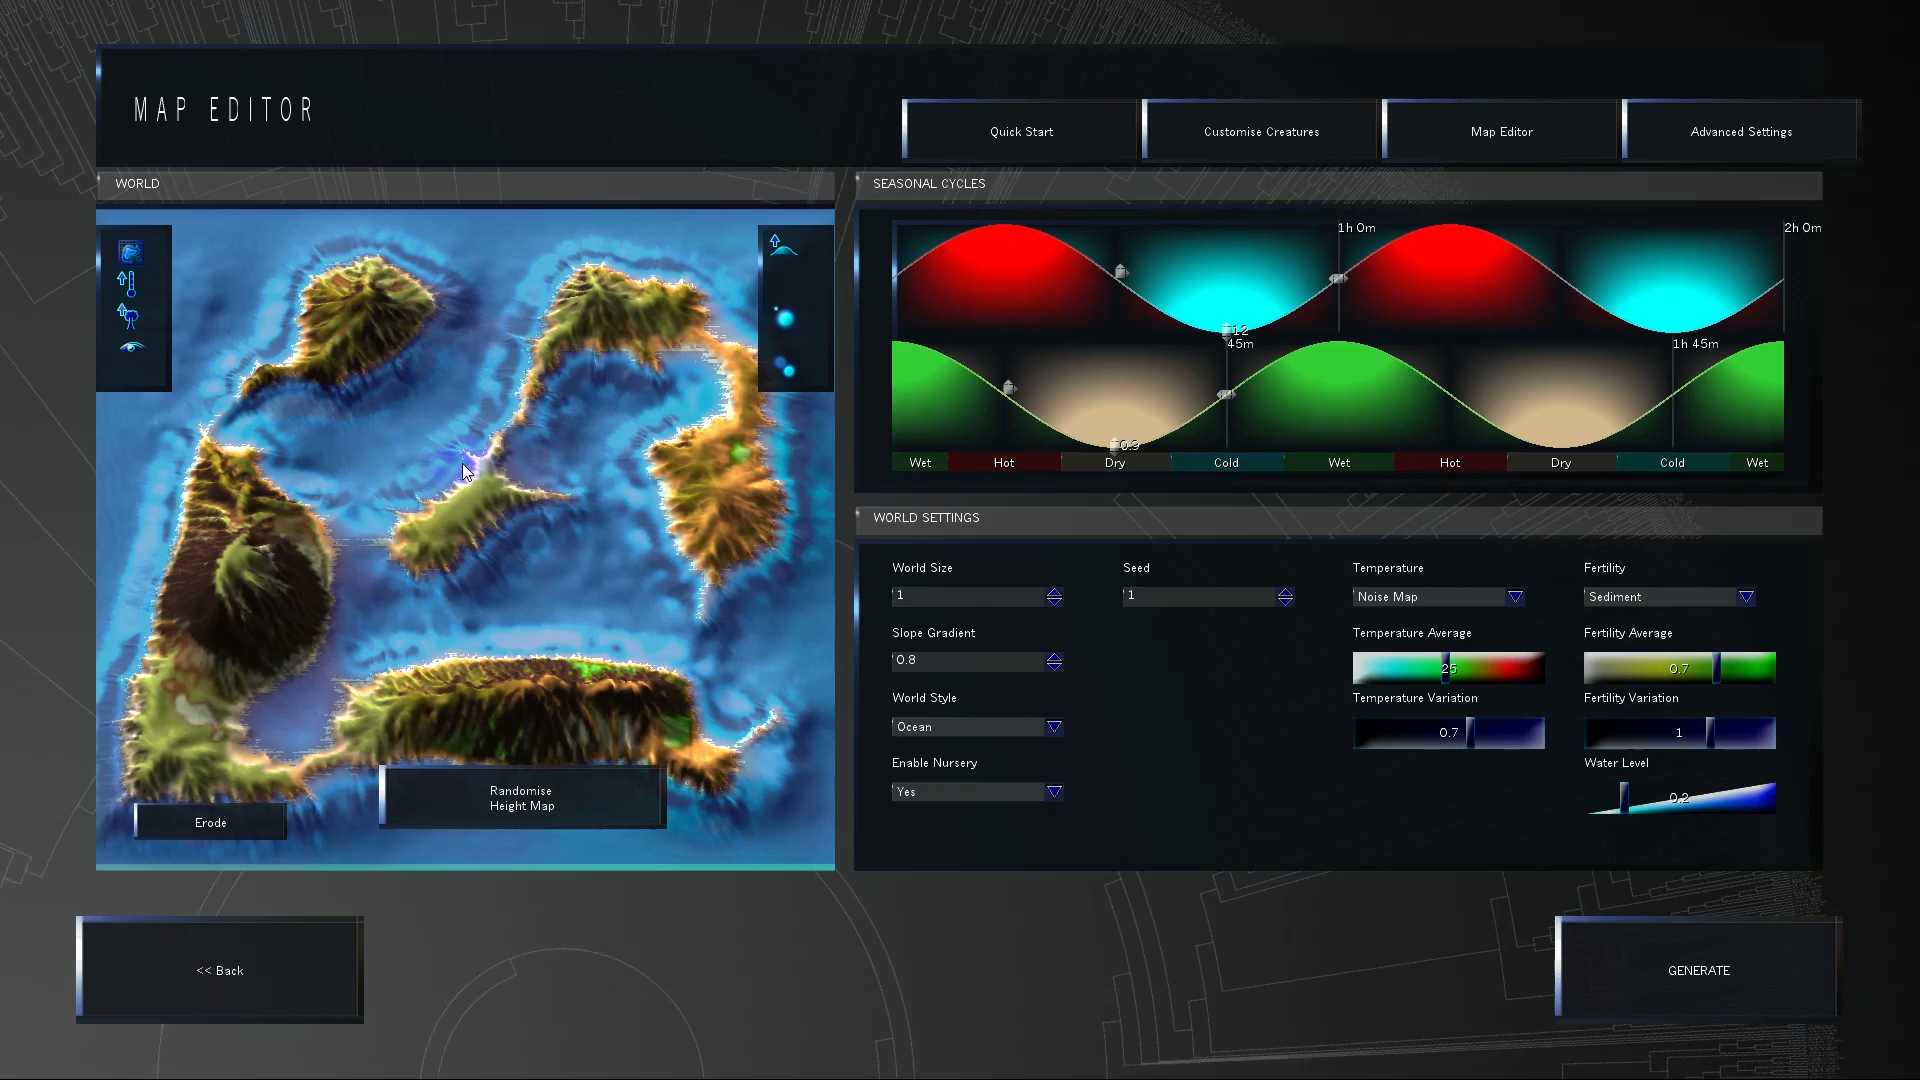 MAP EDITOR
Quick Start
Customise Creatures
Map Editor
Advanced Settings
WORLD
Erode
Randomise
Height Map
SEASONAL CYCLES
1h 0m
2h 0m
12
45m
1h 45m
0.9
Wet Hot Dry Cold Wet Hot Dry Cold Wet
WORLD SETTINGS
World Size
1
Seed
1
Temperature
Noise Map
Fertility
Sediment
Slope Gradient
0.8
Temperature Average
25
Fertility Average
0.7
World Style
Ocean
Temperature Variation
0.7
Fertility Variation
1
Enable Nursery
Yes
Water Level
0.2
<< Back
GENERATE